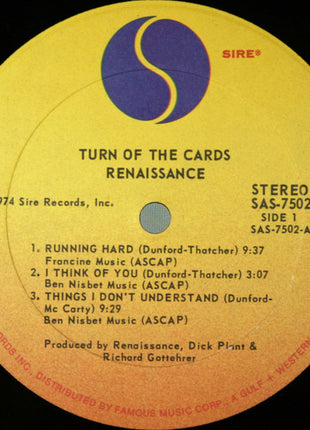 SIRE®
TURN OF THE CARDS
RENAISSANCE
STEREO
974 Sire Records, Inc.
SAS-7502
SIDE 1
SAS-7502-A
1. RUNNING HARD (Dunford-Thatcher) 9:37
Francine Music (ASCAP)
2. I THINK OF YOU (Dunford-Thatcher) 3:07
Ben Nisbet Music (ASCAP)
3. THINGS I DON'T UNDERSTAND (Dunford-
Mc Carty) 9:29
Ben Nisbet Music (ASCAP)
Produced by Renaissance, Dick Plant &
Richard Gottehrer
RECORDS INC. DISTRIBUTED BY FAMOUS MUSIC CORP. A GULF + WESTERN